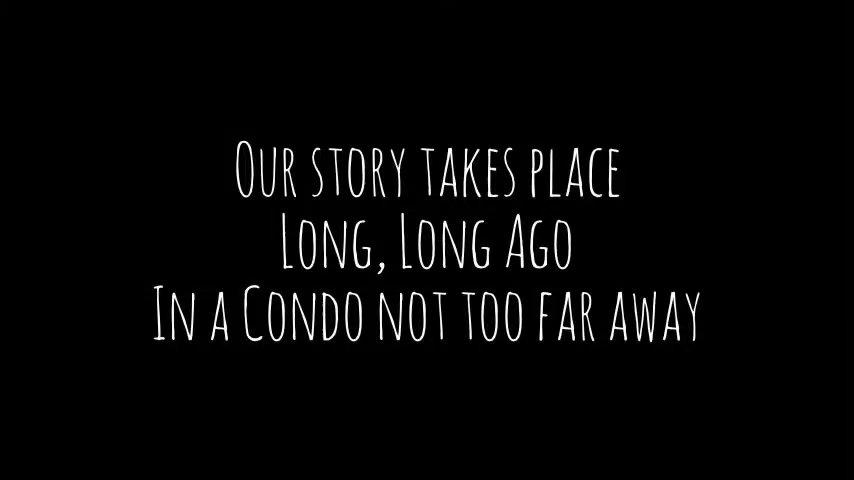 Our story takes place
Long, Long Ago
In a Condo not too far away